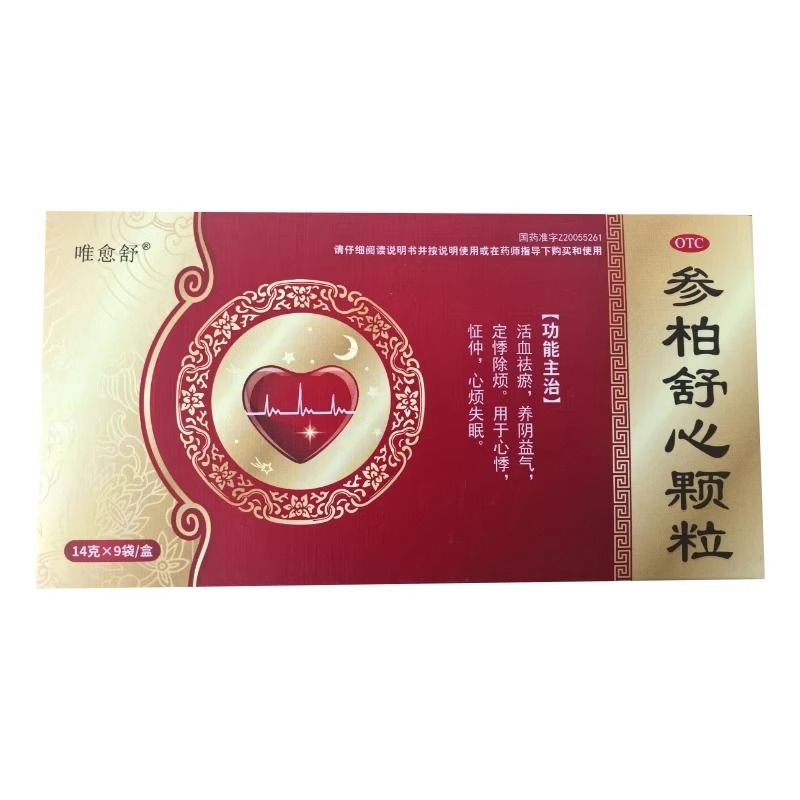 唯愈舒®
国药准字Z20055261
请仔细阅读说明书并按说明使用或在药师指导下购买和使用
OTC
参柏舒心颗粒
【功能主治】
活血祛瘀，养阴益气，
定悸除烦。用于心悸，
怔仲，心烦失眠。
14克×9袋/盒